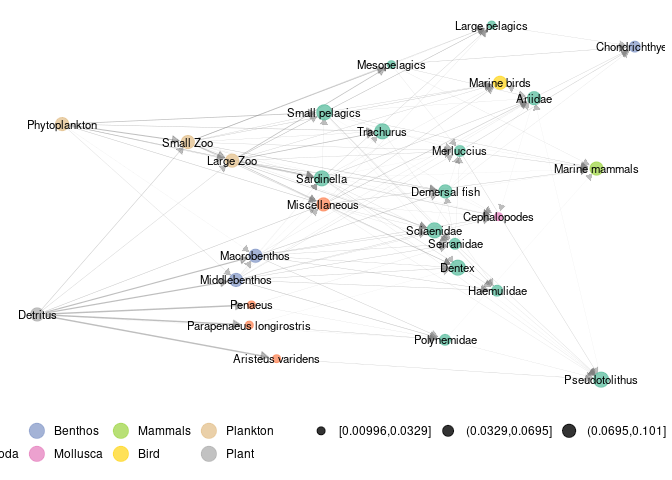 Large pelagics
Chondrichthye
Mesopelagics
Marine birds
Ariidae
Small pelagics
Phytoplankton
Trachurus
Small Zoo
Merluccius
Large Zoo
Marine mammals
Sardinella
Demersal fish
Miscellaneous
Cephalopodes
Sciaenidae
Serranidae
Macrobenthos
Dentex
Middlebenthos
Haemulidae
Penaeus
Detritus
Parapenaeus longirostris
Polynemidae
Aristeus varidens
Pseudotolithus
Benthos Mammals Plankton [0.00996,0.0329] (0.0329,0.0695] (0.0695,0.101]
oda Mollusca Bird Plant